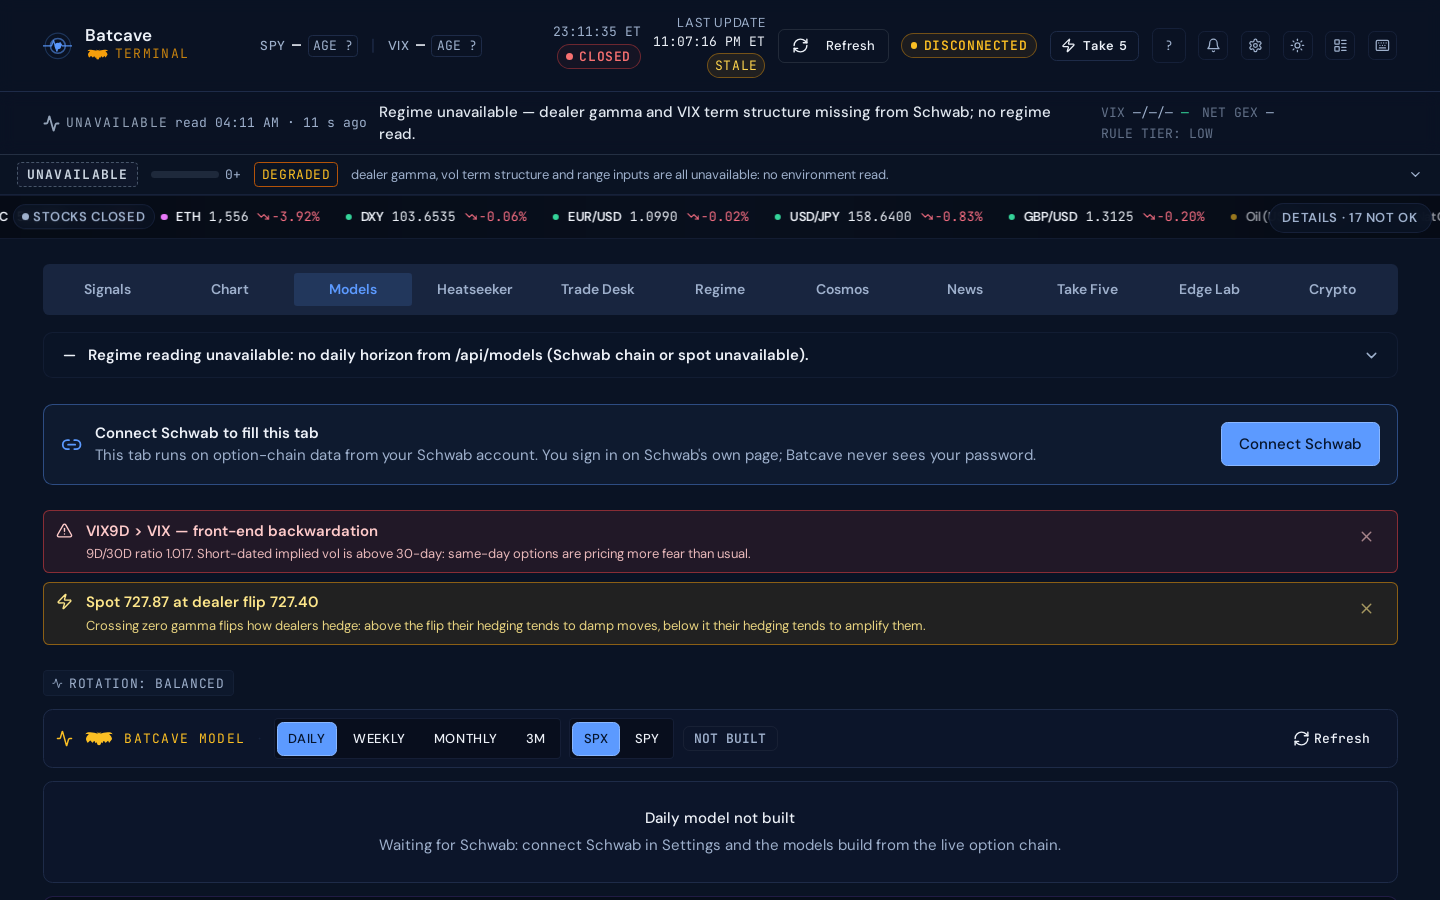 Batcave
TERMINAL
SPY — AGE ? VIX — AGE ?
23:11:35 ET
CLOSED
LAST UPDATE
11:07:16 PM ET
STALE
Refresh
DISCONNECTED
Take 5
?
UNAVAILABLE read 04:11 AM · 11 s ago
Regime unavailable — dealer gamma and VIX term structure missing from Schwab; no regime
read.
VIX —/—/— — NET GEX —
RULE TIER: LOW
UNAVAILABLE 0+ DEGRADED dealer gamma, vol term structure and range inputs are all unavailable: no environment read.
C STOCKS CLOSED ETH 1,556 -3.92% DXY 103.6535 -0.06% EUR/USD 1.0990 -0.02% USD/JPY 158.6400 -0.83% GBP/USD 1.3125 -0.20% Oil DETAILS · 17 NOT OK
Signals Chart Models Heatseeker Trade Desk Regime Cosmos News Take Five Edge Lab Crypto
— Regime reading unavailable: no daily horizon from /api/models (Schwab chain or spot unavailable).
Connect Schwab to fill this tab
This tab runs on option-chain data from your Schwab account. You sign in on Schwab's own page; Batcave never sees your password.
Connect Schwab
VIX9D > VIX — front-end backwardation
9D/30D ratio 1.017. Short-dated implied vol is above 30-day: same-day options are pricing more fear than usual.
Spot 727.87 at dealer flip 727.40
Crossing zero gamma flips how dealers hedge: above the flip their hedging tends to damp moves, below it their hedging tends to amplify them.
ROTATION: BALANCED
BATCAVE MODEL DAILY WEEKLY MONTHLY 3M SPX SPY NOT BUILT Refresh
Daily model not built
Waiting for Schwab: connect Schwab in Settings and the models build from the live option chain.